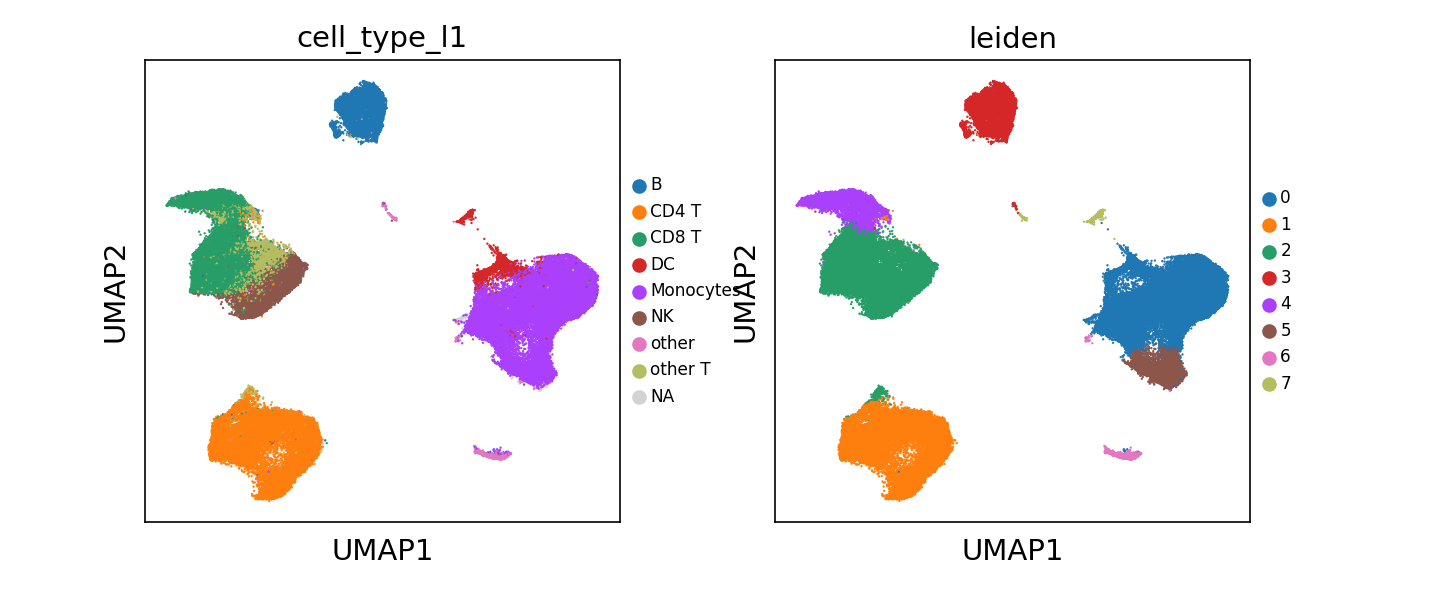 cell_type_l1
UMAP2
UMAP1
B
CD4 T
CD8 T
DC
Monocytes
NK
other
other T
NA
leiden
UMAP2
UMAP1
0
1
2
3
4
5
6
7